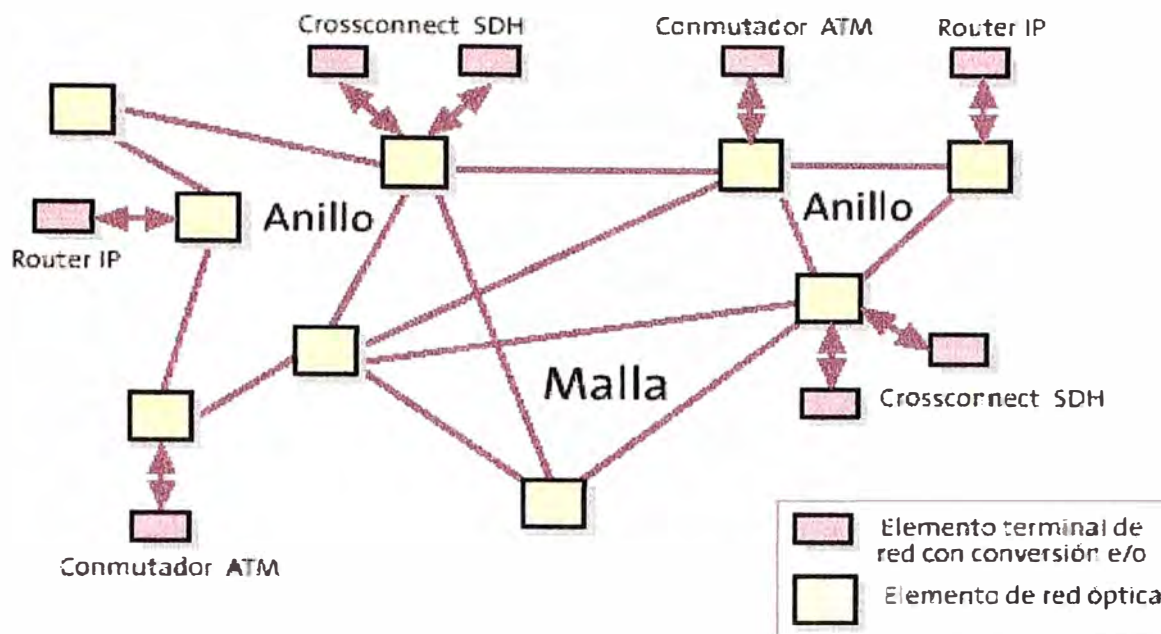 Crossconnect SDH
Conmutador ATM
Router IP
Anillo
Anillo
Router IP
Malla
Crossconnect SDH
Conmutador ATM
Elemento terminal de
red con conversión e/o
Elemento de red óptica